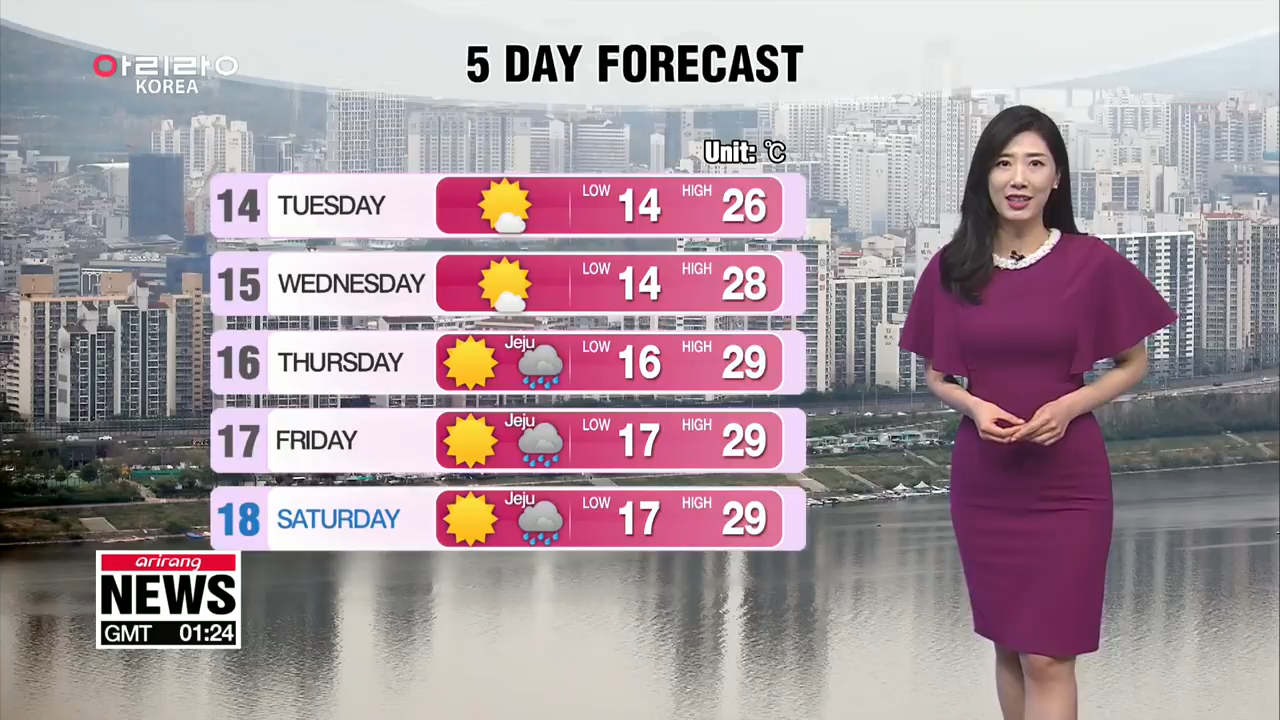 아리랑
KOREA
5 DAY FORECAST
Unit: ℃
14 TUESDAY LOW 14 HIGH 26
15 WEDNESDAY LOW 14 HIGH 28
16 THURSDAY Jeju LOW 16 HIGH 29
17 FRIDAY Jeju LOW 17 HIGH 29
18 SATURDAY Jeju LOW 17 HIGH 29
arirang
NEWS
GMT 01:24